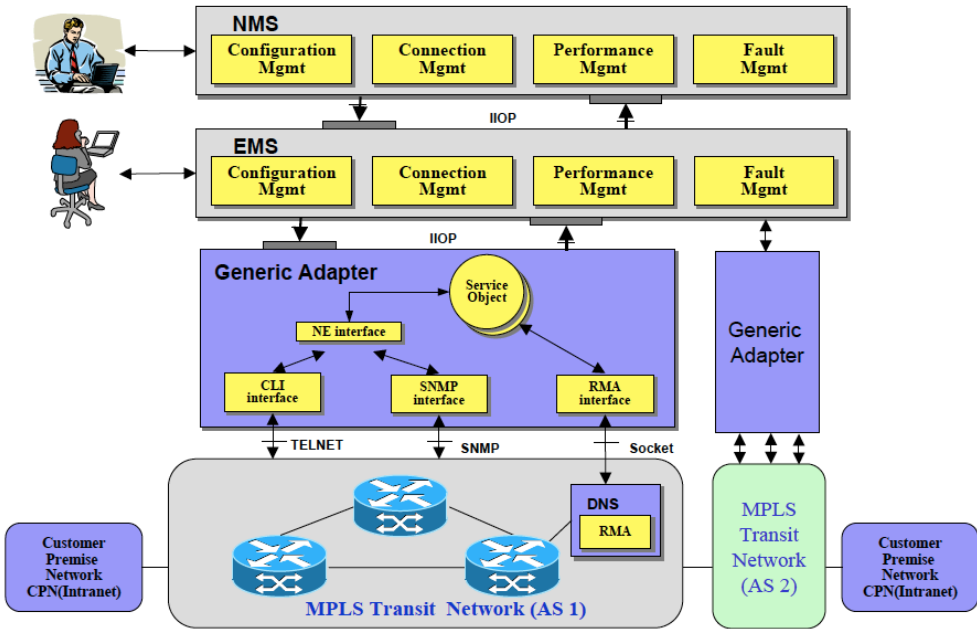 NMS
Configuration
Mgmt
Connection
Mgmt
Performance
Mgmt
Fault
Mgmt
IIOP
EMS
Configuration
Mgmt
Connection
Mgmt
Performance
Mgmt
Fault
Mgmt
IIOP
Generic Adapter
Service
Object
NE interface
CLI
interface
SNMP
interface
RMA
interface
Generic
Adapter
TELNET
SNMP
Socket
DNS
RMA
MPLS Transit Network (AS 1)
MPLS
Transit
Network
(AS 2)
Customer
Premise
Network
CPN(Intranet)
Customer
Premise
Network
CPN(Intranet)